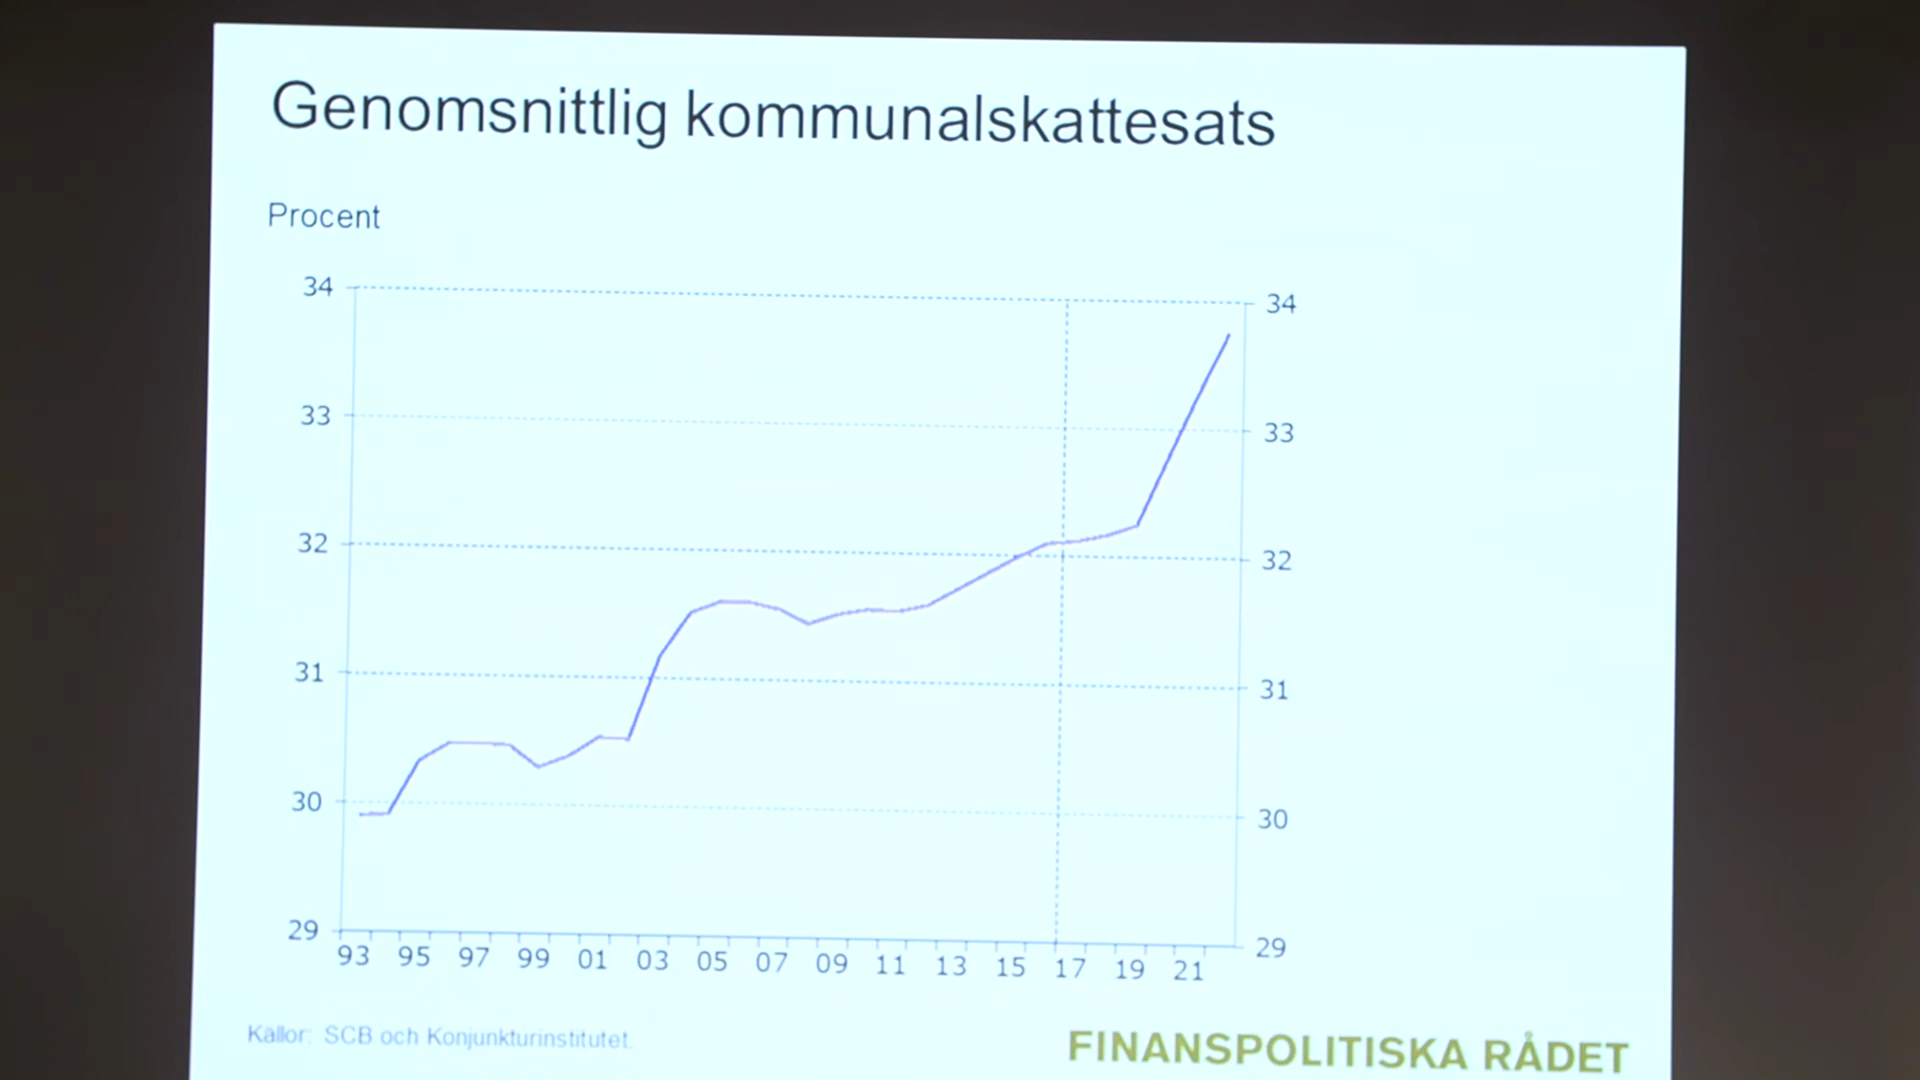 Genomsnittlig kommunalskattesats
Procent
34 34
33 33
32 32
31 31
30 30
29 29
93 95 97 99 01 03 05 07 09 11 13 15 17 19 21
Källor: SCB och Konjunkturinstitutet.
FINANSPOLITISKA RÅDET